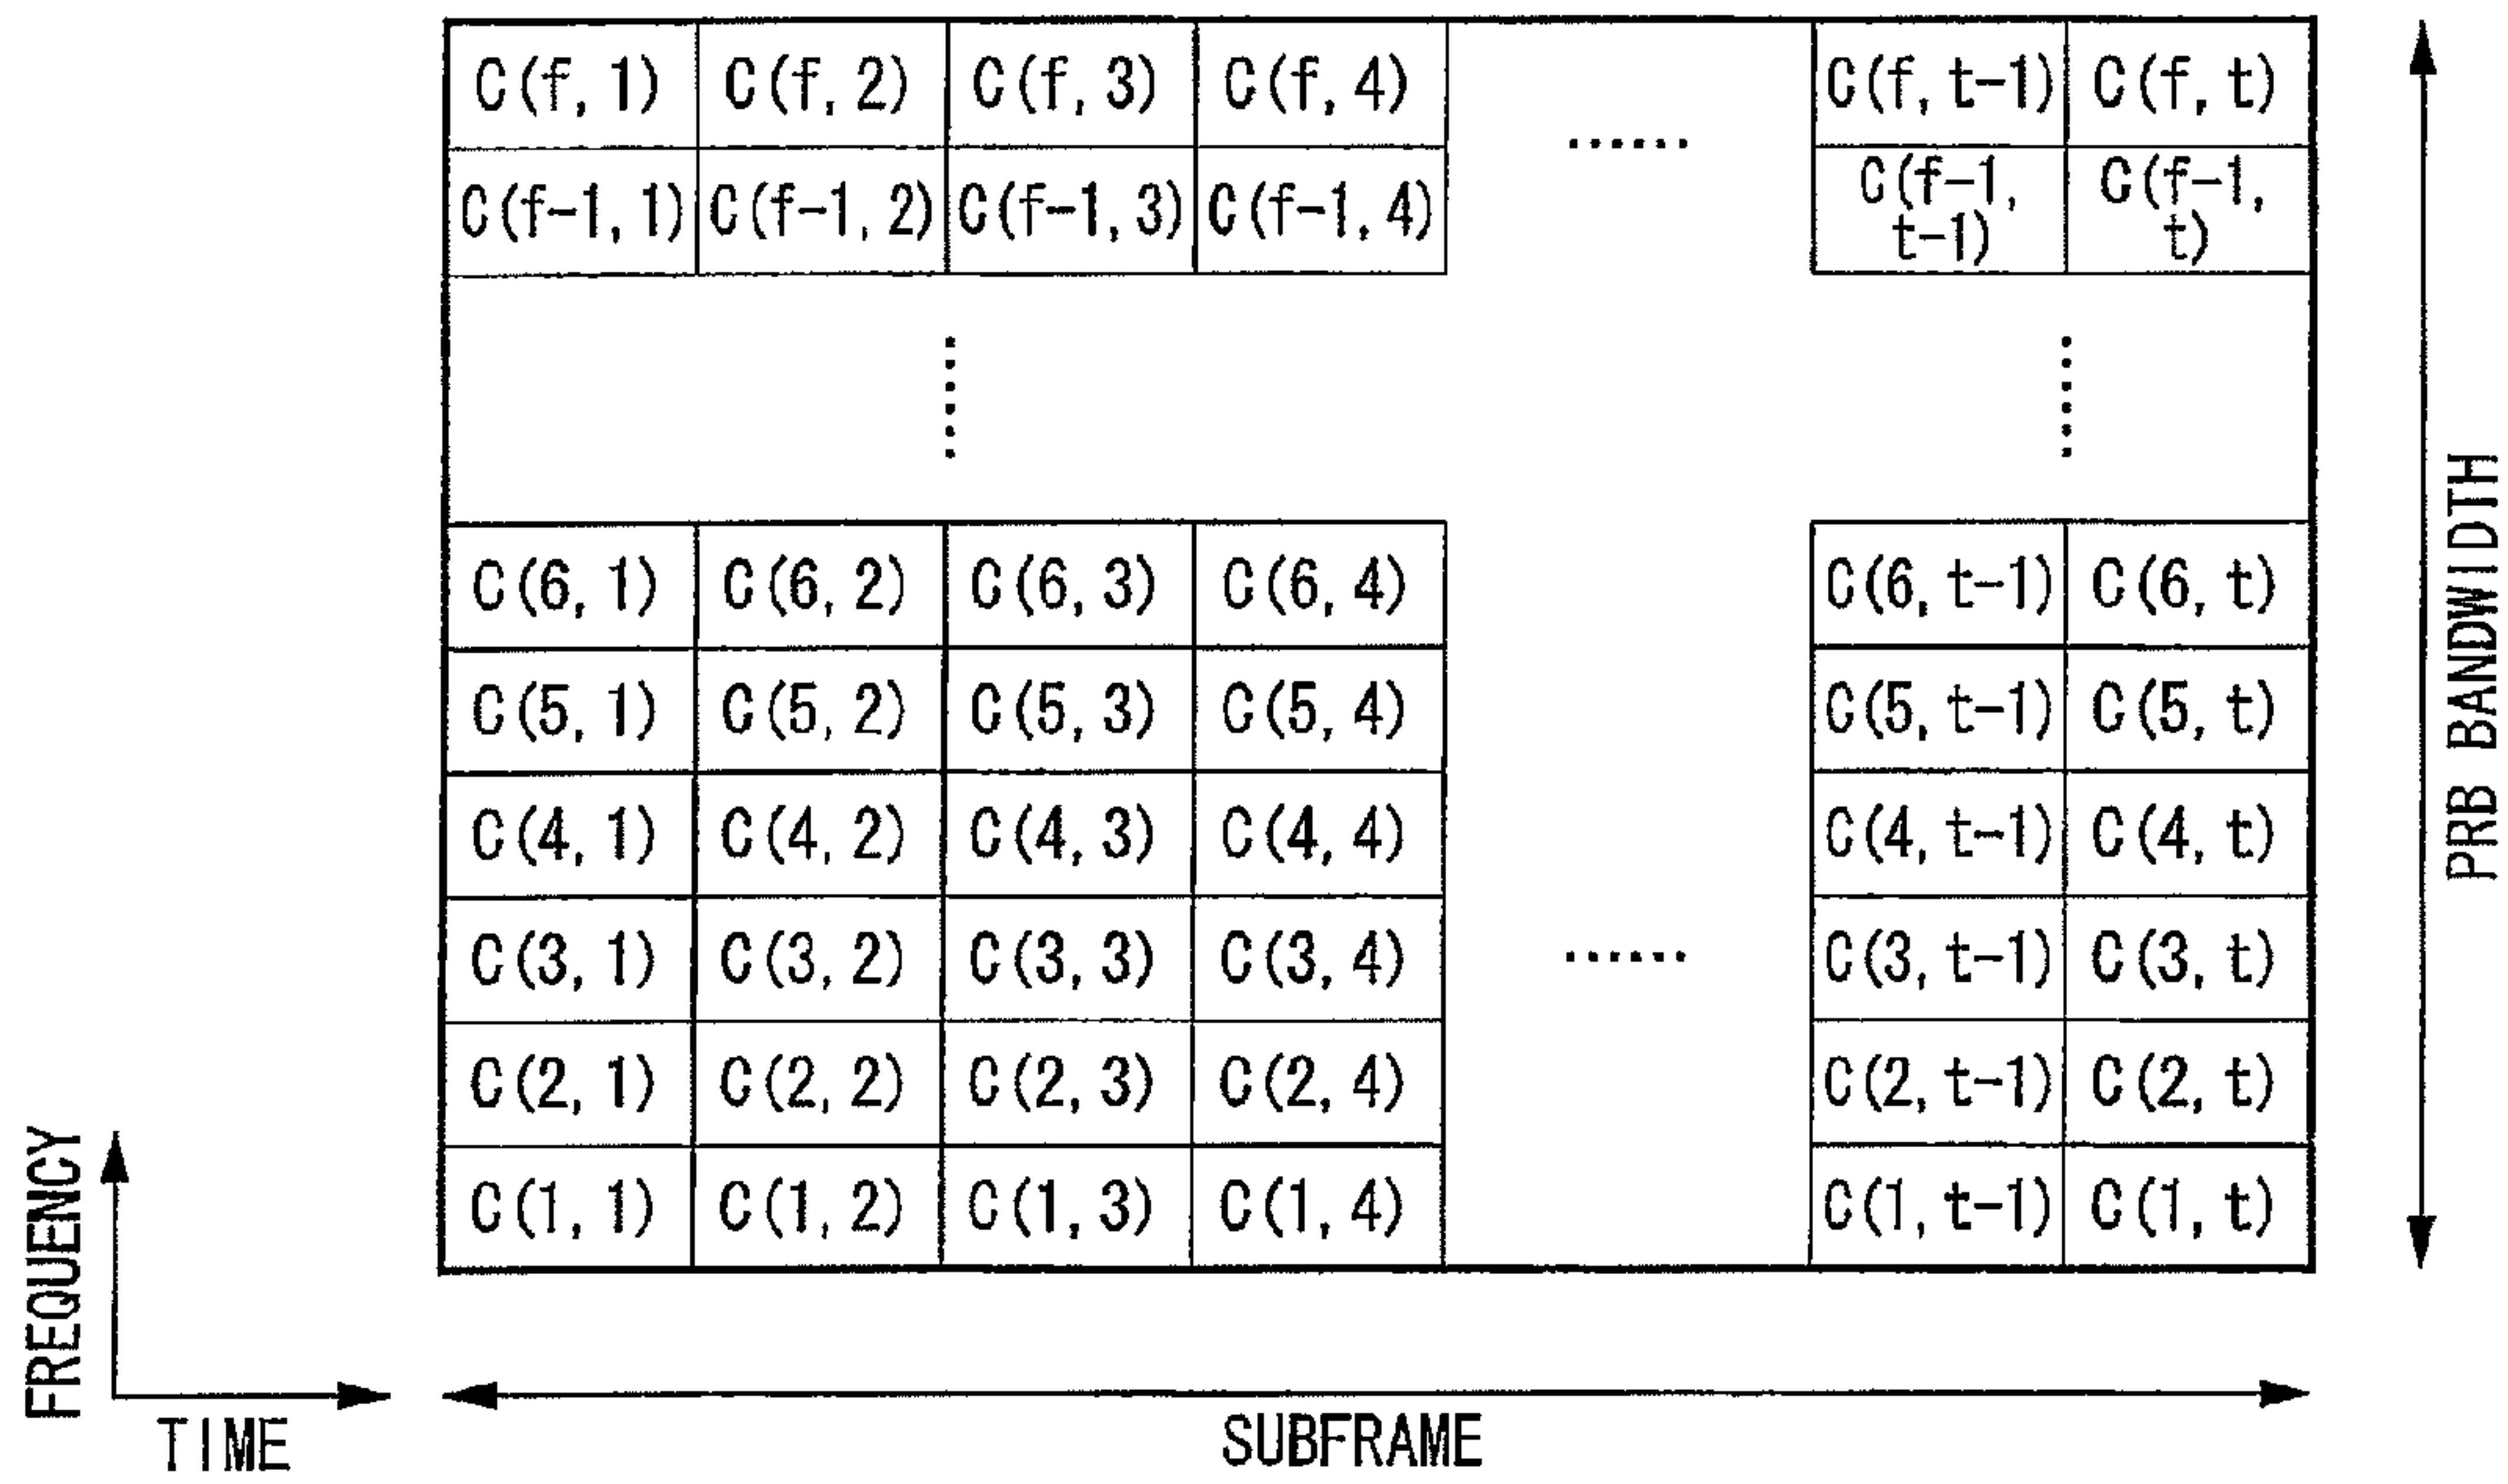 C(f, 1) C(f, 2) C(f, 3) C(f, 4) ...... C(f, t-1) C(f, t)
C(f-1, 1) C(f-1, 2) C(f-1, 3) C(f-1, 4) C(f-1, t-1) C(f-1, t)
C(6, 1) C(6, 2) C(6, 3) C(6, 4) C(6, t-1) C(6, t)
C(5, 1) C(5, 2) C(5, 3) C(5, 4) C(5, t-1) C(5, t)
C(4, 1) C(4, 2) C(4, 3) C(4, 4) C(4, t-1) C(4, t)
C(3, 1) C(3, 2) C(3, 3) C(3, 4) ...... C(3, t-1) C(3, t)
C(2, 1) C(2, 2) C(2, 3) C(2, 4) C(2, t-1) C(2, t)
C(1, 1) C(1, 2) C(1, 3) C(1, 4) C(1, t-1) C(1, t)
PRB BANDWIDTH
FREQUENCY
TIME
SUBFRAME